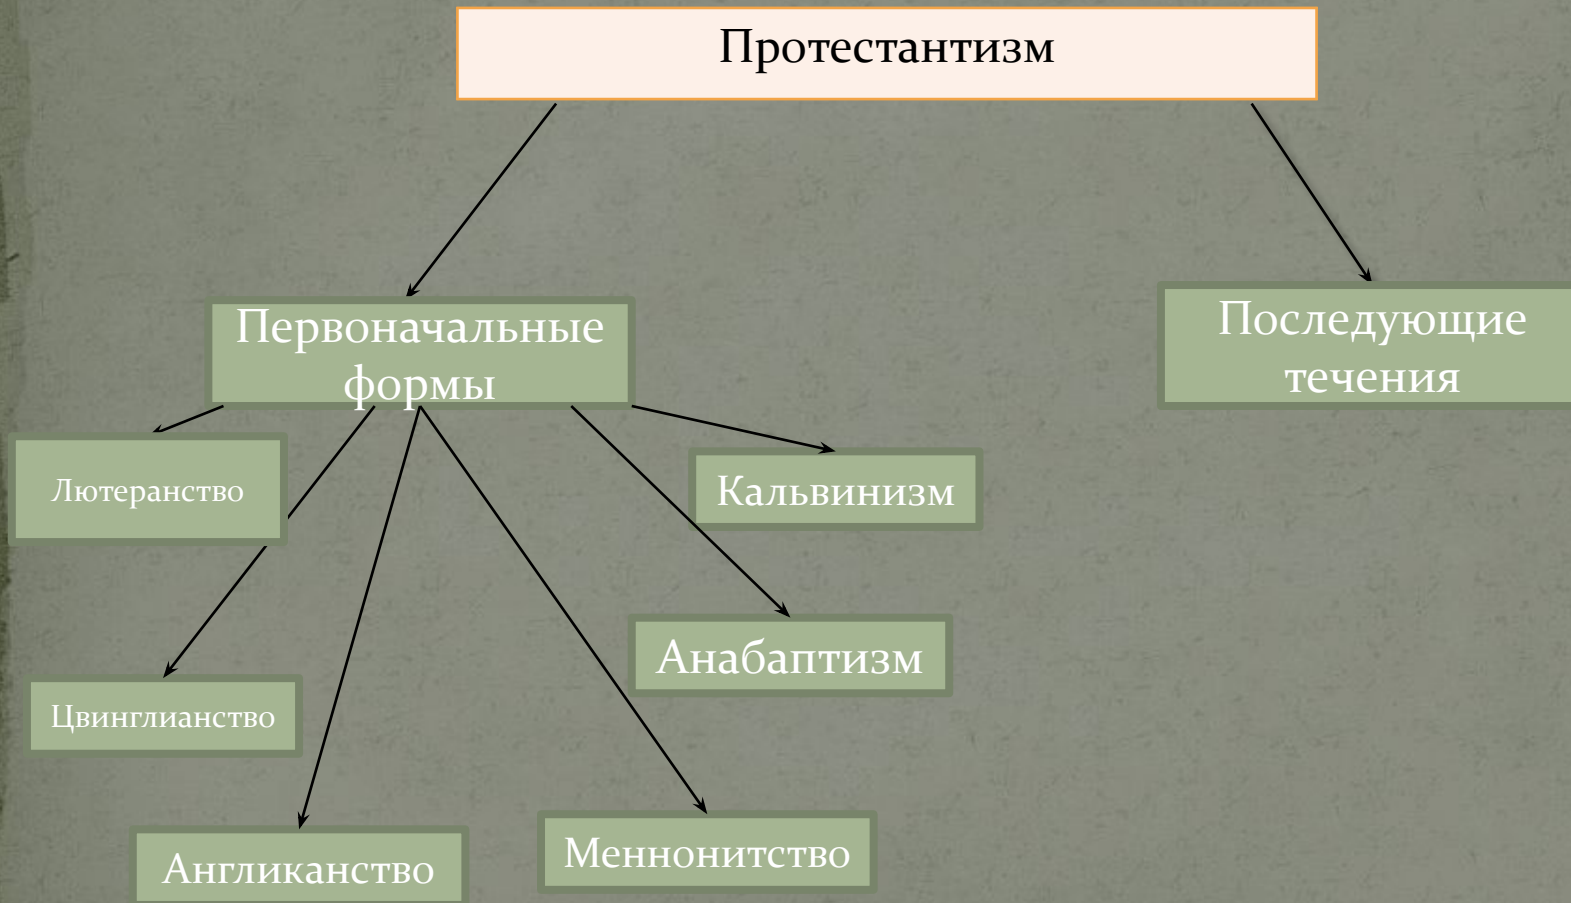 Протестантизм
Первоначальные
формы
Последующие
течения
Лютеранство
Кальвинизм
Анабаптизм
Цвинглианство
Англиканство
Меннонитство